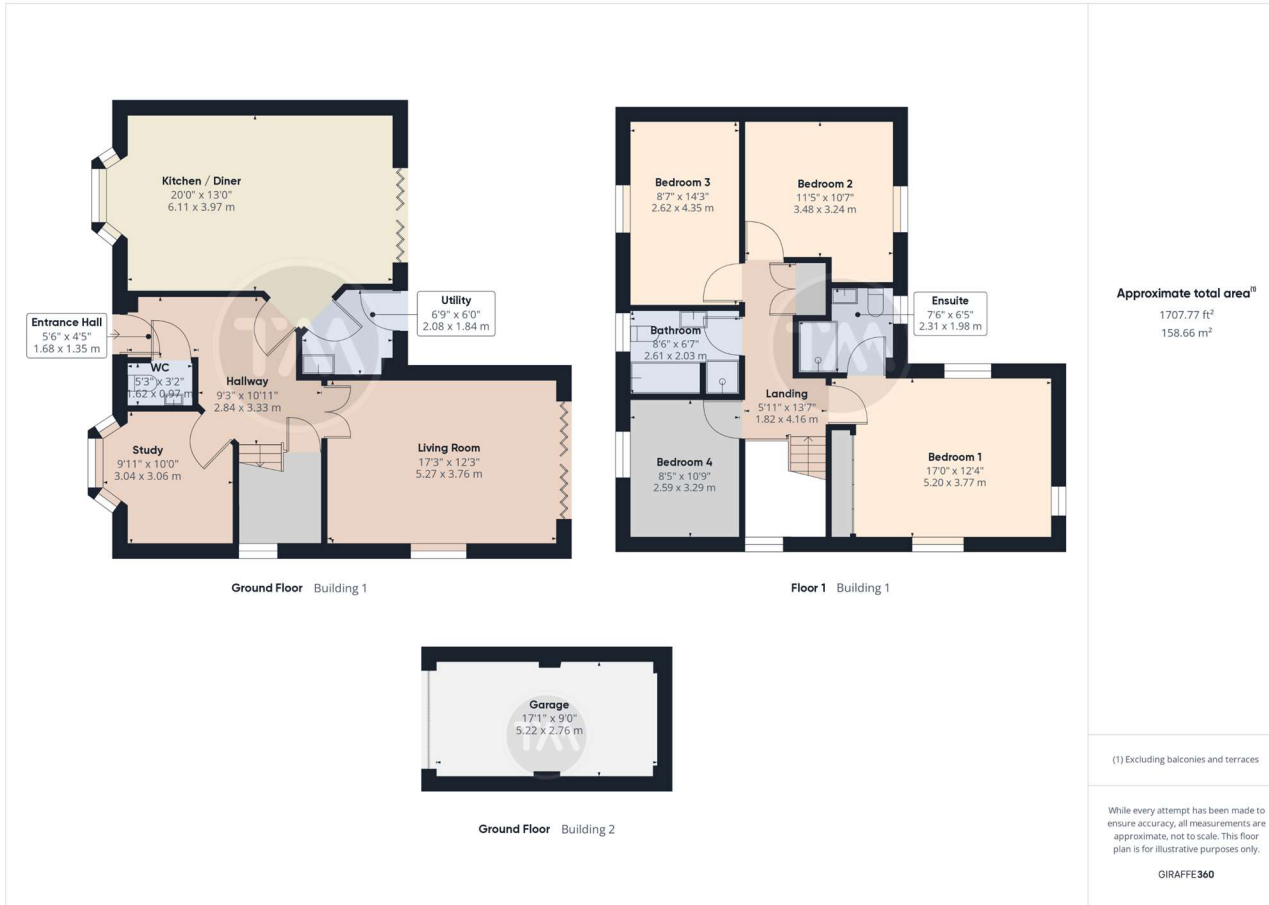 Kitchen / Diner
20'0" x 13'0"
6.11 x 3.97 m
Utility
6'9" x 6'0"
2.08 x 1.84 m
Entrance Hall
5'6" x 4'5"
1.68 x 1.35 m
WC
5'3" x 3'2"
1.62 x 0.97 m
Hallway
9'3" x 10'11"
2.84 x 3.33 m
Study
9'11" x 10'0"
3.04 x 3.06 m
Living Room
17'3" x 12'3"
5.27 x 3.76 m
TM
Ground Floor Building 1
Bedroom 3
8'7" x 14'3"
2.62 x 4.35 m
Bedroom 2
11'5" x 10'7"
3.48 x 3.24 m
Ensuite
7'6" x 6'5"
2.31 x 1.98 m
Bathroom
8'6" x 6'7"
2.61 x 2.03 m
Landing
5'11" x 13'7"
1.82 x 4.16 m
Bedroom 4
8'5" x 10'9"
2.59 x 3.29 m
Bedroom 1
17'0" x 12'4"
5.20 x 3.77 m
TM
Floor 1 Building 1
Garage
17'1" x 9'0"
5.22 x 2.76 m
TM
Ground Floor Building 2
Approximate total area(1)
1707.77 ft²
158.66 m²
(1) Excluding balconies and terraces
While every attempt has been made to
ensure accuracy, all measurements are
approximate, not to scale. This floor
plan is for illustrative purposes only.
GIRAFFE360